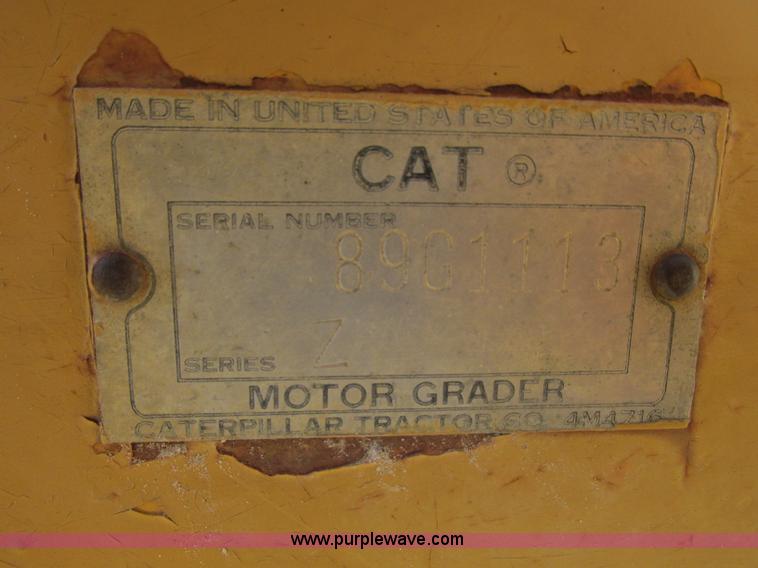 MADE IN UNITED STATES OF AMERICA
CAT ®
SERIAL NUMBER
89G1113
SERIES Z
MOTOR GRADER
CATERPILLAR TRACTOR CO. 4M4716
www.purplewave.com